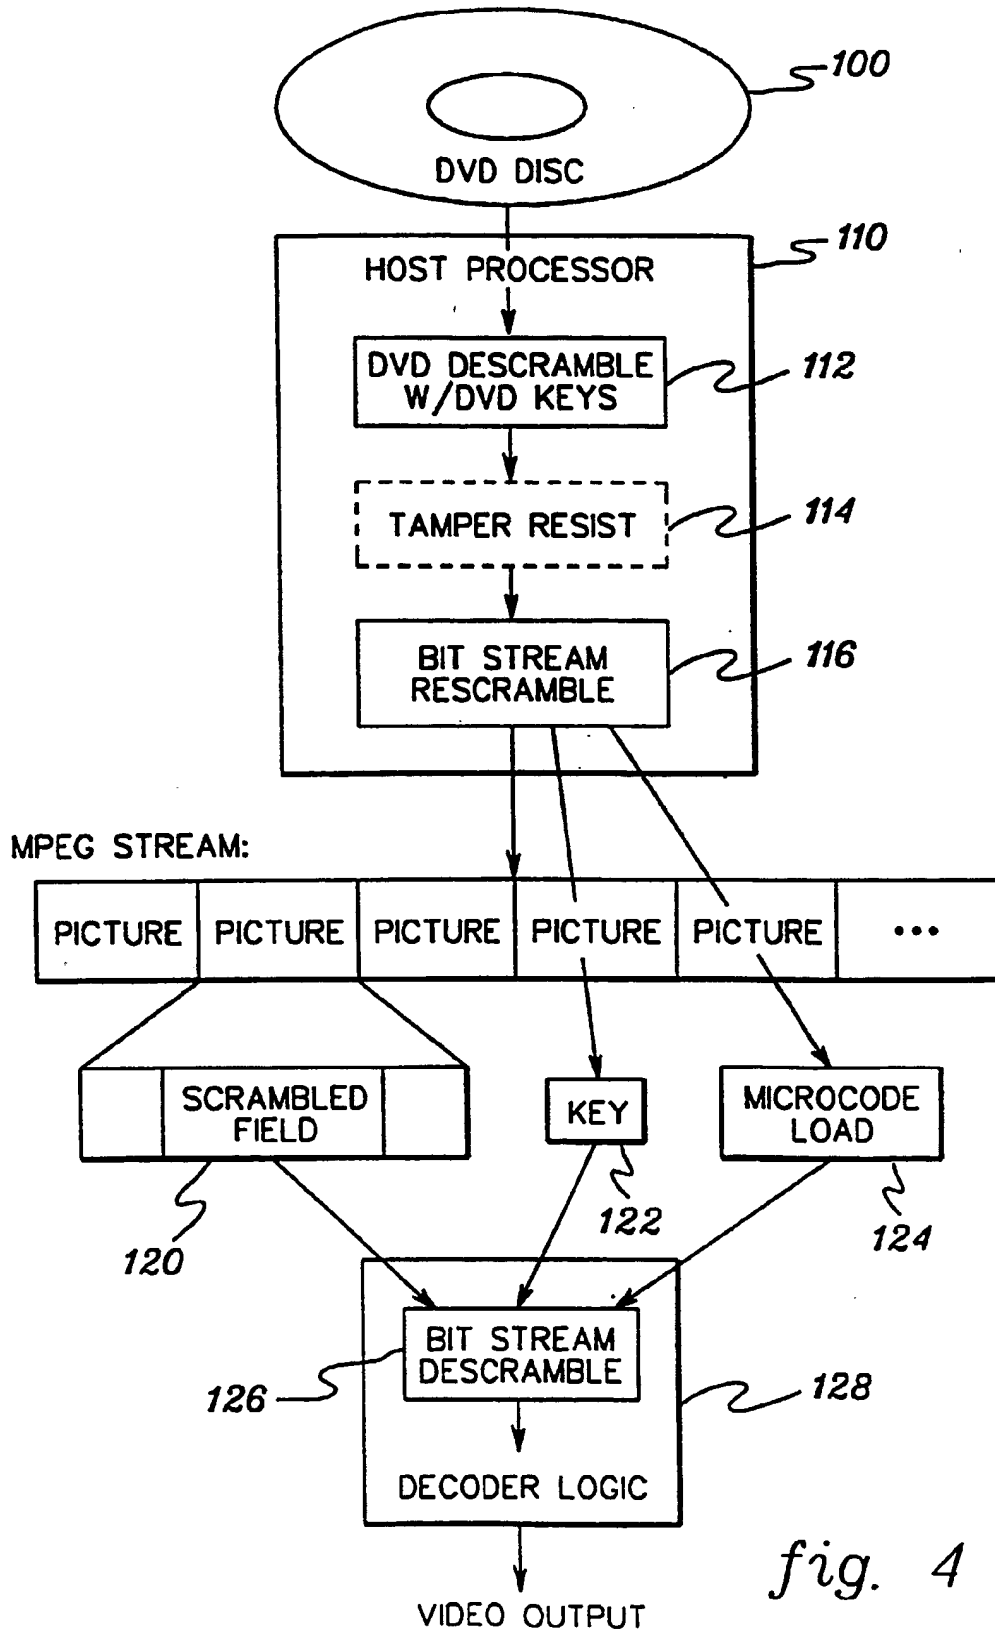 100
DVD DISC
110
HOST PROCESSOR
DVD DESCRAMBLE
W/DVD KEYS
112
TAMPER RESIST
114
BIT STREAM
RESCRAMBLE
116
MPEG STREAM:
PICTURE PICTURE PICTURE PICTURE PICTURE •••
SCRAMBLED
FIELD
KEY
MICROCODE
LOAD
120
122
124
BIT STREAM
DESCRAMBLE
126
128
DECODER LOGIC
fig. 4
VIDEO OUTPUT